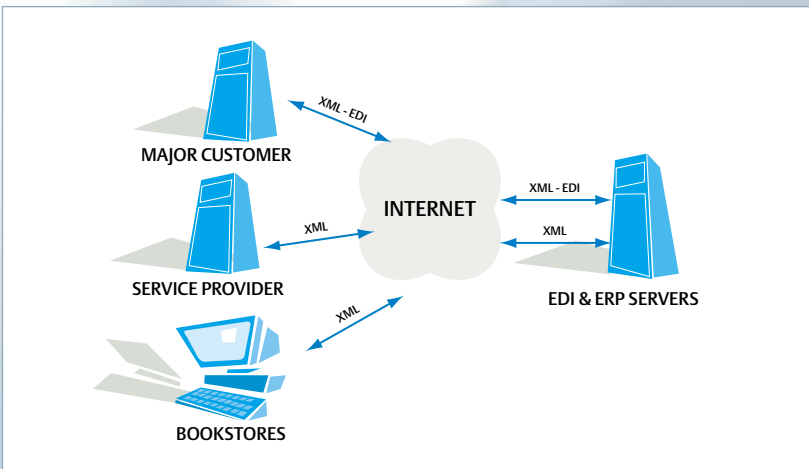 XML - EDI
MAJOR CUSTOMER
INTERNET
XML - EDI
XML
XML
SERVICE PROVIDER
EDI & ERP SERVERS
XML
BOOKSTORES